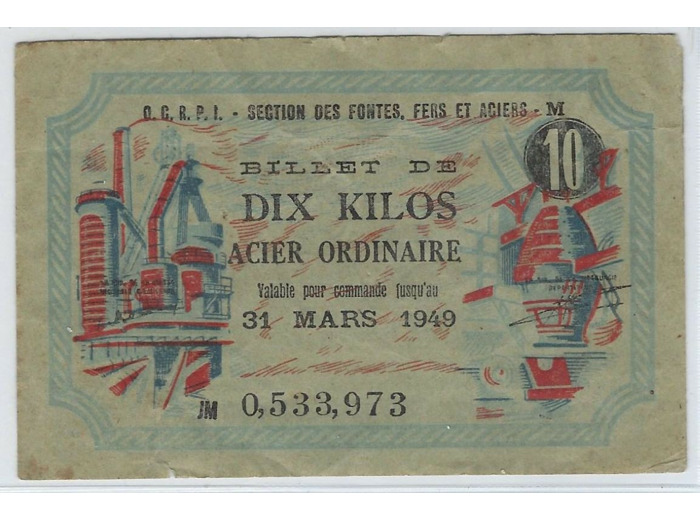 O. C. R. P. I. - SECTION DES FONTES, FERS ET ACIERS - M
10
BILLET DE
DIX KILOS
ACIER ORDINAIRE
Valable pour commande jusqu'au
31 MARS 1949
JM 0,533,973